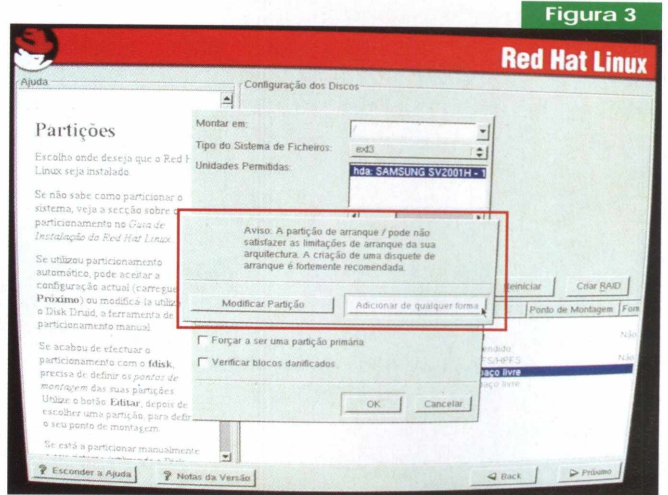 Figura 3
Red Hat Linux
Ajuda
Configuração dos Discos
Partições
Escolha onde deseja que o Red H
Linux seja instalado.
Se não sabe como particionar o
sistema, veja a secção sobre o
particionamento no Guia de
Instalação do Red Hat Linux
Se utilizou particionamento
automático, pode aceitar a
configuração actual (carregue
Próximo) ou modificá-la utiliza
o Disk Druid, a ferramenta de
particionamento manual.
Se acabou de efectuar o
particionamento com o fdisk,
precisa de definir os pontos de
montagem das suas partições
Utilize o botão Editar, depois de
escolher uma partição, para defir
o seu ponto de montagem.
Se está a particionar manualmente
Montar em:
/
Tipo do Sistema de Ficheiros:
ext3
Unidades Permitidas:
hda: SAMSUNG SV2001H - 1
Aviso: A partição de arranque / pode não
satisfazer as limitações de arranque da sua
arquitetura. A criação de uma disquete de
arranque é fortemente recomendada.
Modificar Partição
Adicionar de qualquer forma
Forçar a ser uma partição primária
Verificar blocos danificados
OK
Cancelar
Reiniciar
Criar RAID
Ponto de Montagem
Não
Não
Esconder a Ajuda
Notas da Versão
Back
Próximo